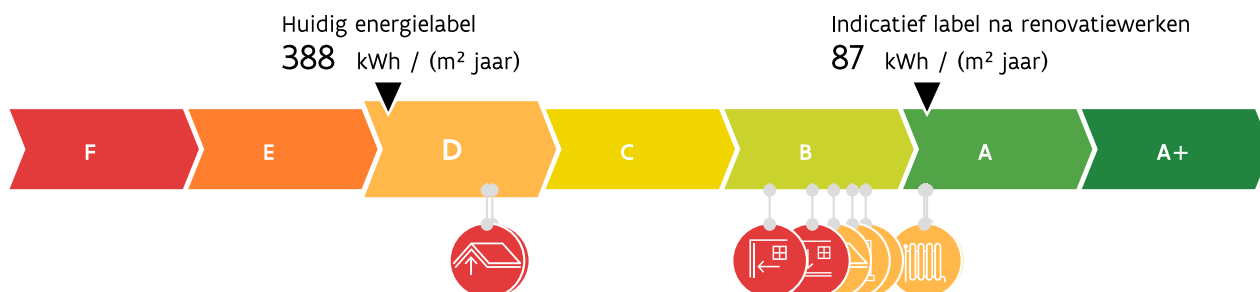 Huidig energielabel
388 kWh / (m² jaar)
Indicatief label na renovatiewerken
87 kWh / (m² jaar)
F E D C B A A+